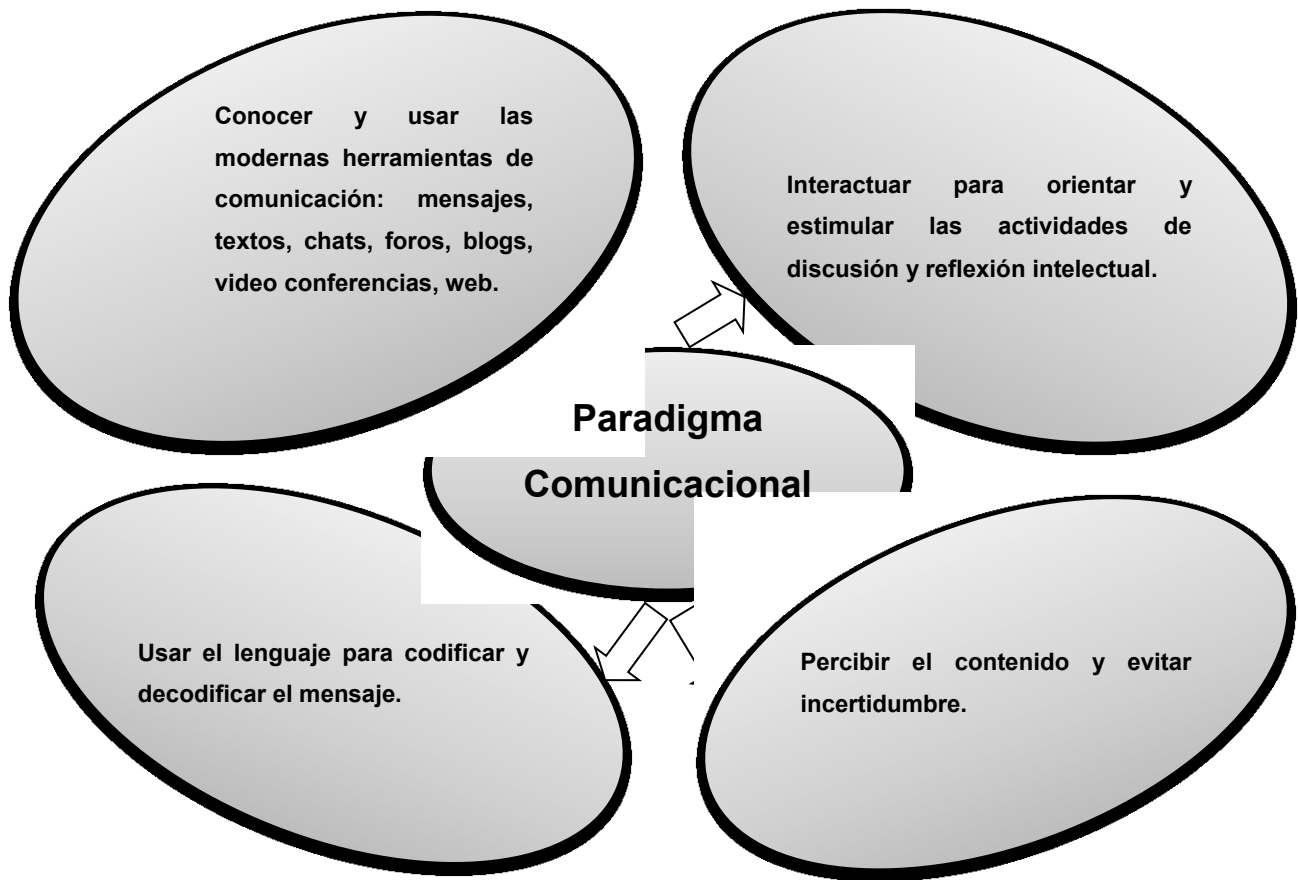 Conocer y usar las
modernas herramientas de
comunicación: mensajes,
textos, chats, foros, blogs,
video conferencias, web.
Interactuar para orientar y
estimular las actividades de
discusión y reflexión intelectual.
Paradigma
Comunicacional
Usar el lenguaje para codificar y
decodificar el mensaje.
Percibir el contenido y evitar
incertidumbre.